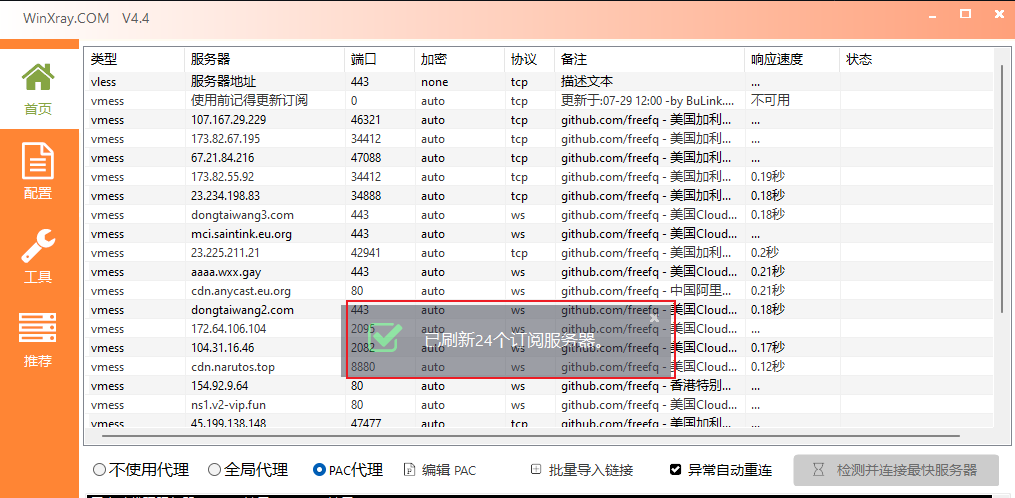 WinXray.COM V4.4
首页
配置
工具
推荐
类型 服务器 端口 加密 协议 备注 响应速度 状态
vless 服务器地址 443 none tcp 描述文本 ...
vmess 使用前记得更新订阅 0 auto tcp 更新于:07-29 12:00 -by BuLink.... 不可用
vmess 107.167.29.229 46321 auto tcp github.com/freefq - 美国加利... ...
vmess 173.82.67.195 34412 auto tcp github.com/freefq - 美国加利... ...
vmess 67.21.84.216 47088 auto tcp github.com/freefq - 美国加利... ...
vmess 173.82.55.92 34412 auto tcp github.com/freefq - 美国加利... 0.19秒
vmess 23.234.198.83 34888 auto tcp github.com/freefq - 美国加利... 0.18秒
vmess dongtaiwang3.com 443 auto ws github.com/freefq - 美国Cloud... 0.18秒
vmess mci.saintink.eu.org 443 auto ws github.com/freefq - 美国Cloud... ...
vmess 23.225.211.21 42941 auto tcp github.com/freefq - 美国加利... 0.2秒
vmess aaaa.wxx.gay 443 auto ws github.com/freefq - 美国Cloud... 0.21秒
vmess cdn.anycast.eu.org 80 auto ws github.com/freefq - 中国阿里... 0.21秒
vmess dongtaiwang2.com 443 auto ws github.com/freefq - 美国Cloud... 0.18秒
vmess 172.64.106.104 2095 auto ws github.com/freefq - 美国Cloud... ...
已刷新24个订阅服务器。
vmess 104.31.16.46 2082 auto ws github.com/freefq - 美国Cloud... 0.17秒
vmess cdn.narutos.top 8880 auto ws github.com/freefq - 美国Cloud... 0.12秒
vmess 154.92.9.64 80 auto ws github.com/freefq - 香港特别... ...
vmess ns1.v2-vip.fun 80 auto ws github.com/freefq - 美国Cloud... ...
vmess 45.199.138.148 47477 auto tcp github.com/freefq - 美国加利... ...
不使用代理 全局代理 PAC代理 编辑 PAC 批量导入链接 异常自动重连 检测并连接最快服务器